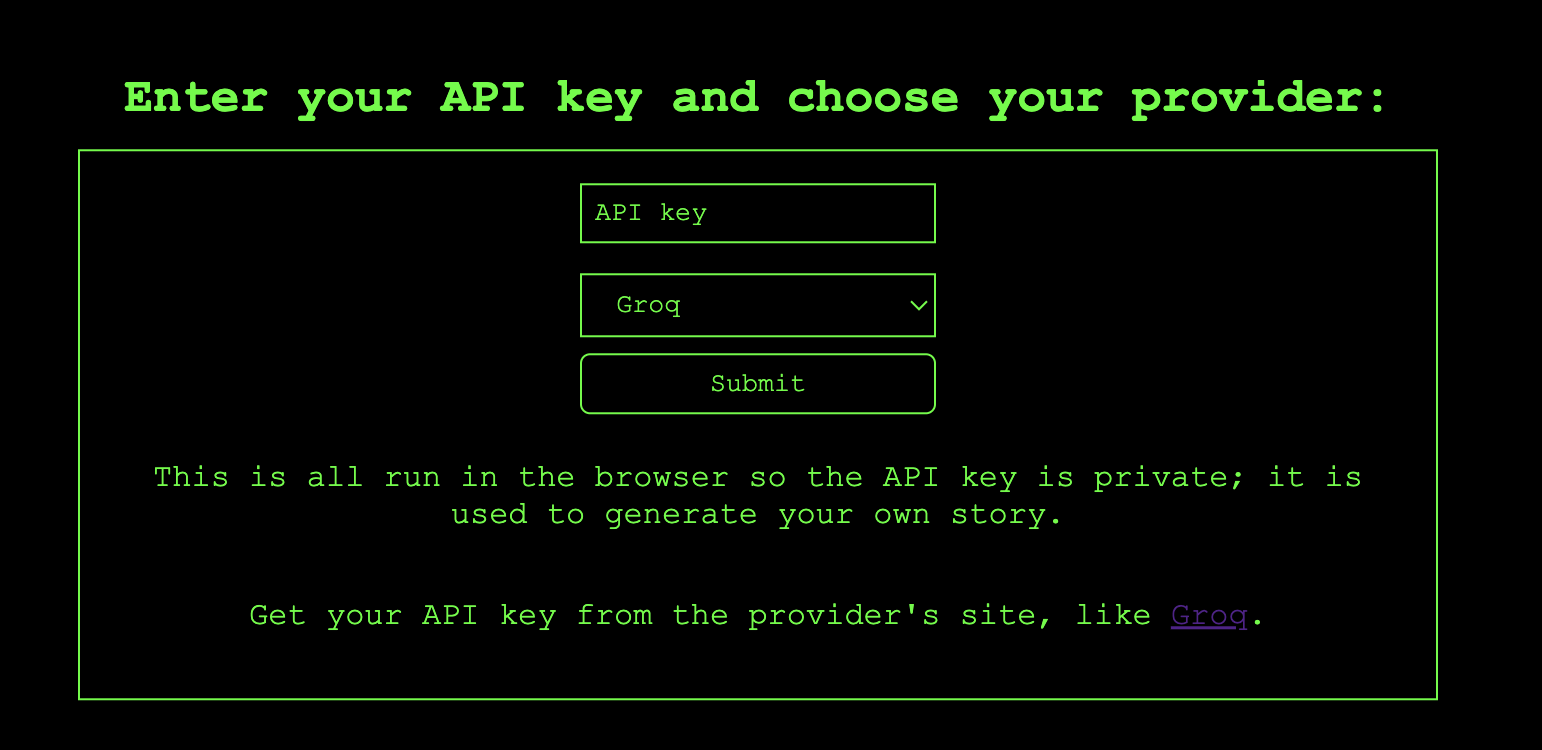 Enter your API key and choose your provider:
API key
Groq
Submit
This is all run in the browser so the API key is private; it is
used to generate your own story.
Get your API key from the provider's site, like Groq.